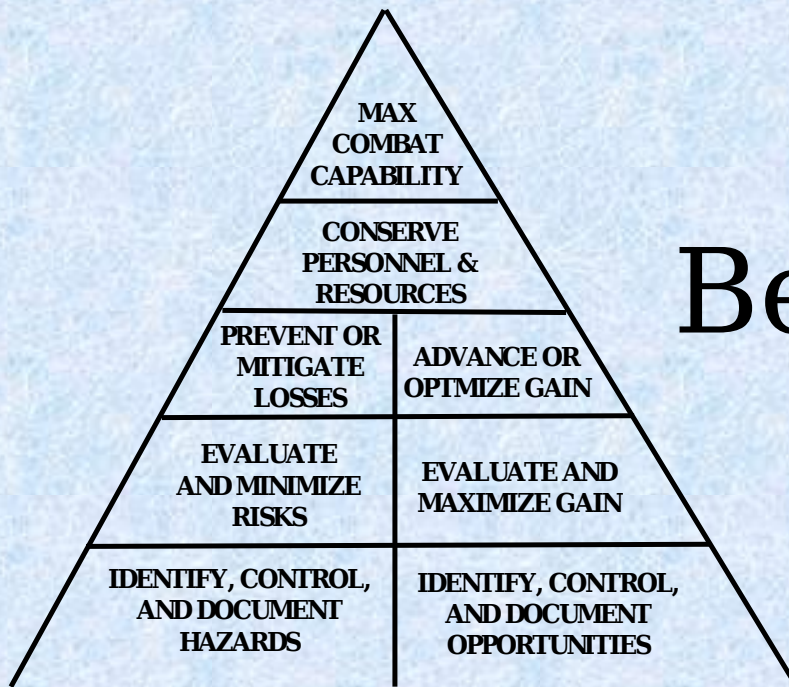 MAX
COMBAT
CAPABILITY
CONSERVE
PERSONNEL &
RESOURCES
PREVENT OR
MITIGATE
LOSSES
ADVANCE OR
OPTMIZE GAIN
EVALUATE
AND MINIMIZE
RISKS
EVALUATE AND
MAXIMIZE GAIN
IDENTIFY, CONTROL,
AND DOCUMENT
HAZARDS
IDENTIFY, CONTROL,
AND DOCUMENT
OPPORTUNITIES
Be